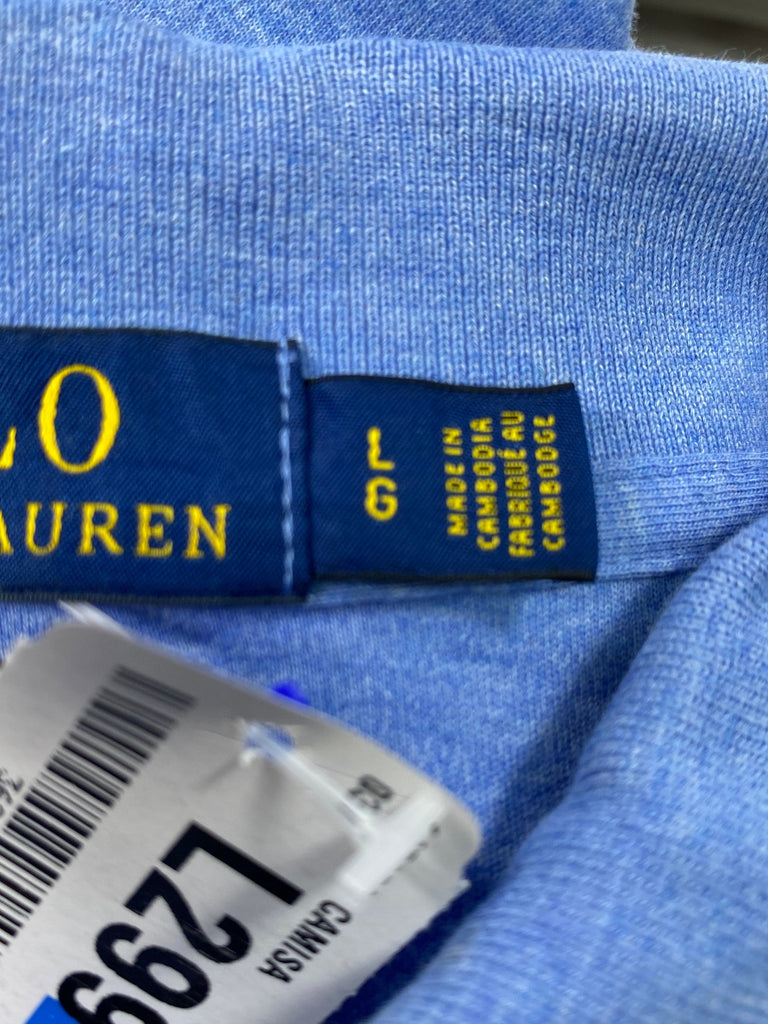 LO
AUREN
L
G
MADE IN
CAMBODIA
FABRIQUÉ AU
CAMBODGE
CAMISA
L299